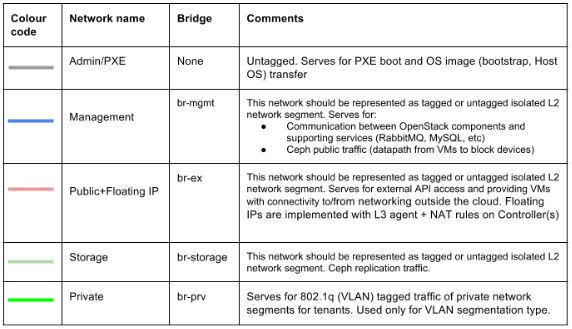 Colour code
Network name
Bridge
Comments
Admin/PXE
None
Untagged. Serves for PXE boot and OS image (bootstrap, Host
OS) transfer
Management
br-mgmt
This network should be represented as tagged or untagged isolated L2
network segment. Serves for:
● Communication between OpenStack components and
supporting services (RabbitMQ, MySQL, etc)
● Ceph public traffic (datapath from VMs to block devices)
Public+Floating IP
br-ex
This network should be represented as tagged or untagged isolated L2
network segment. Serves for external API access and providing VMs
with connectivity to/from networking outside the cloud. Floating
IPs are implemented with L3 agent + NAT rules on Controller(s)
Storage
br-storage
This network should be represented as tagged or untagged isolated L2
network segment. Ceph replication traffic.
Private
br-prv
Serves for 802.1q (VLAN) tagged traffic of private network
segments for tenants. Used only for VLAN segmentation type.